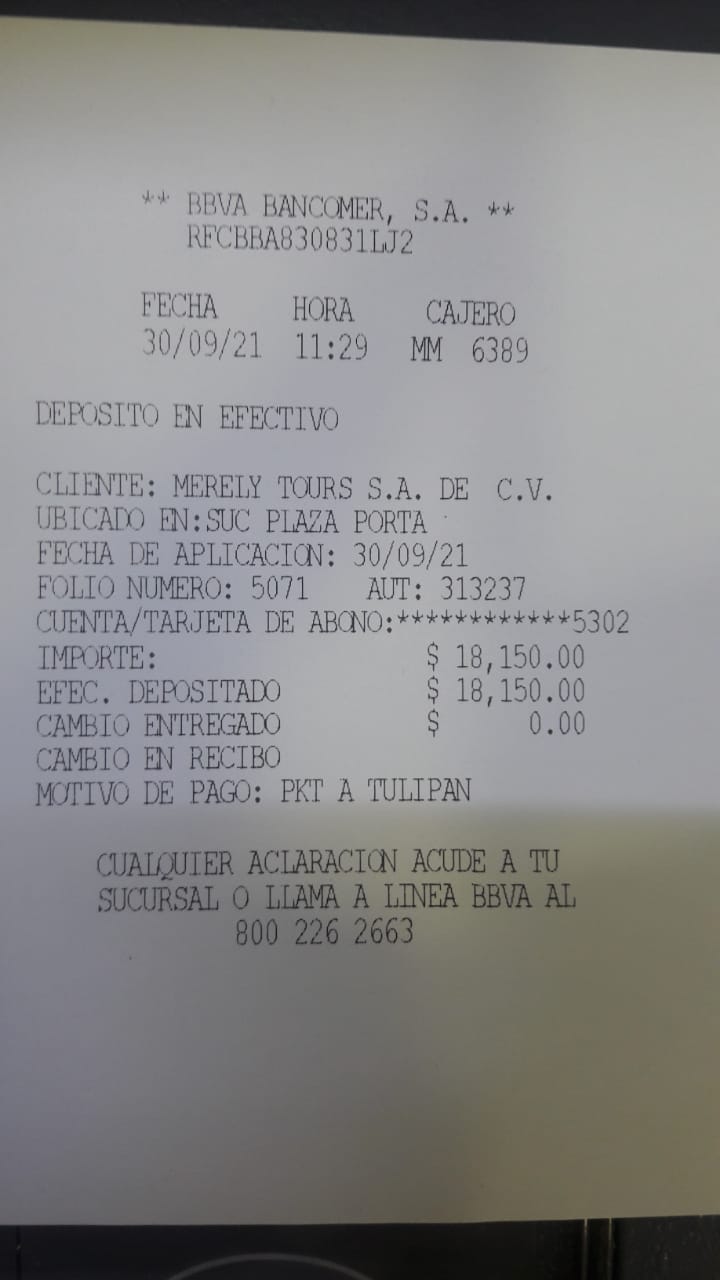 ** BBVA BANCOMER, S.A. **
RFCBBA830831LJ2
FECHA HORA CAJERO
30/09/21 11:29 MM 6389
DEPOSITO EN EFECTIVO
CLIENTE: MERELY TOURS S.A. DE C.V.
UBICADO EN:SUC PLAZA PORTA
FECHA DE APLICACION: 30/09/21
FOLIO NUMERO: 5071 AUT: 313237
CUENTA/TARJETA DE ABONO:************5302
IMPORTE: $ 18,150.00
EFEC. DEPOSITADO $ 18,150.00
CAMBIO ENTREGADO $ 0.00
CAMBIO EN RECIBO
MOTIVO DE PAGO: PKT A TULIPAN
CUALQUIER ACLARACION ACUDE A TU
SUCURSAL O LLAMA A LINEA BBVA AL
800 226 2663